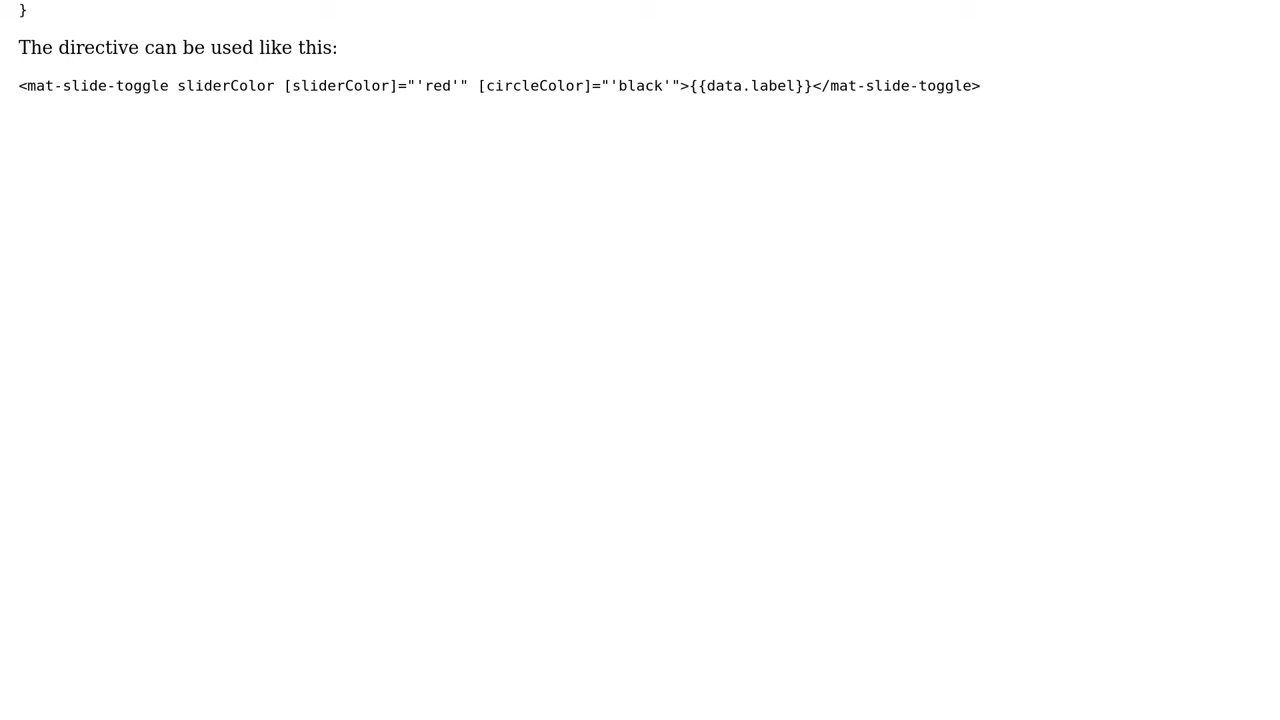 }
The directive can be used like this:
<mat-slide-toggle sliderColor [sliderColor]="'red'" [circleColor]="'black'">{{data.label}}</mat-slide-toggle>